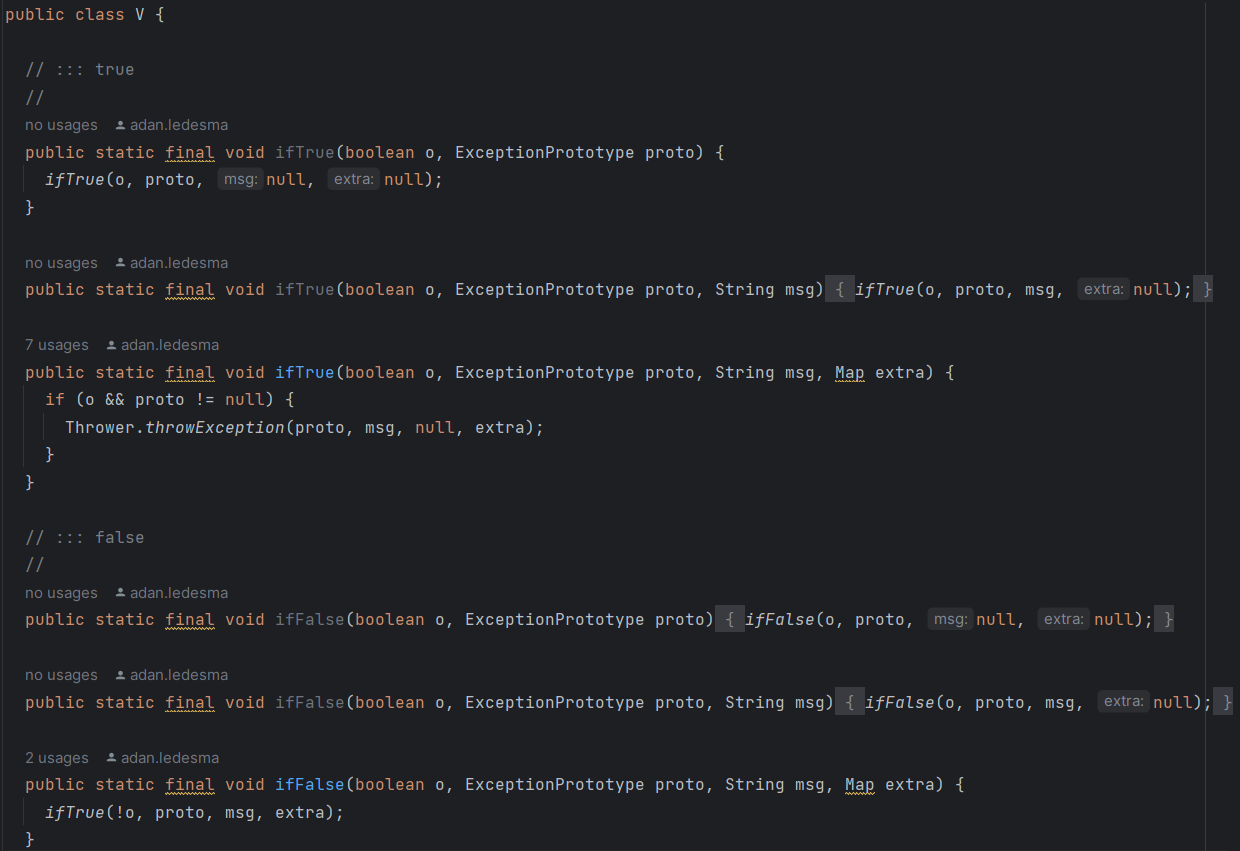 public class V {
// ::: true
//
no usages adan.ledesma
public static final void ifTrue(boolean o, ExceptionPrototype proto) {
ifTrue(o, proto, msg: null, extra: null);
}
no usages adan.ledesma
public static final void ifTrue(boolean o, ExceptionPrototype proto, String msg) { ifTrue(o, proto, msg, extra: null); }
7 usages adan.ledesma
public static final void ifTrue(boolean o, ExceptionPrototype proto, String msg, Map extra) {
if (o && proto != null) {
Thrower.throwException(proto, msg, null, extra);
}
}
// ::: false
//
no usages adan.ledesma
public static final void ifFalse(boolean o, ExceptionPrototype proto) { ifFalse(o, proto, msg: null, extra: null); }
no usages adan.ledesma
public static final void ifFalse(boolean o, ExceptionPrototype proto, String msg) { ifFalse(o, proto, msg, extra: null); }
2 usages adan.ledesma
public static final void ifFalse(boolean o, ExceptionPrototype proto, String msg, Map extra) {
ifTrue(!o, proto, msg, extra);
}